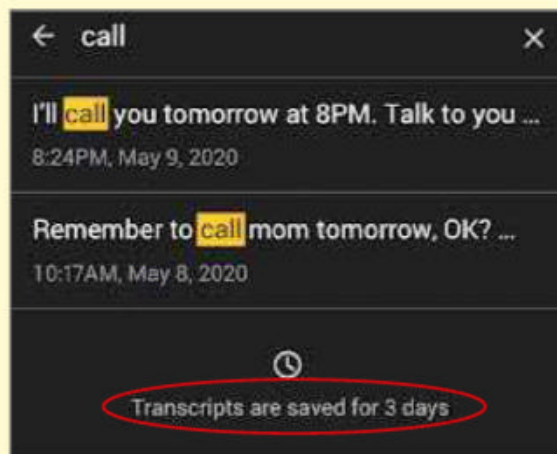 call
I'll call you tomorrow at 8PM. Talk to you ...
8:24PM, May 9, 2020
Remember to call mom tomorrow, OK? ...
10:17AM, May 8, 2020
Transcripts are saved for 3 days